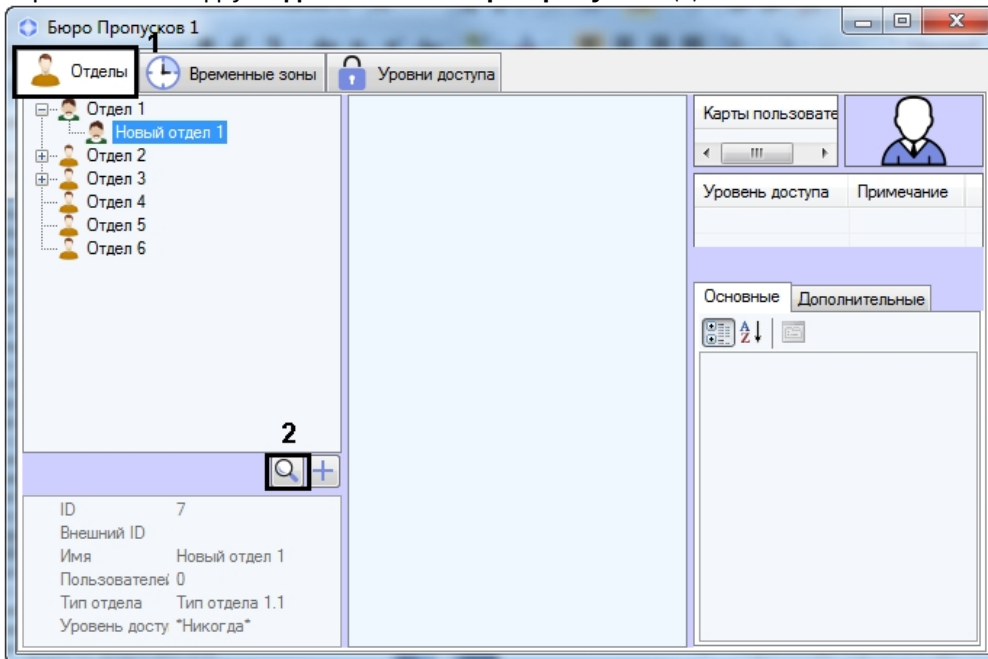 Бюро Пропусков 1
1
Отделы
Временные зоны
Уровни доступа
Отдел 1
Новый отдел 1
Отдел 2
Отдел 3
Отдел 4
Отдел 5
Отдел 6
2
ID 7
Внешний ID
Имя Новый отдел 1
Пользователей 0
Тип отдела Тип отдела 1.1
Уровень досту "Никогда"
Карты пользовате
Уровень доступа Примечание
Основные Дополнительные